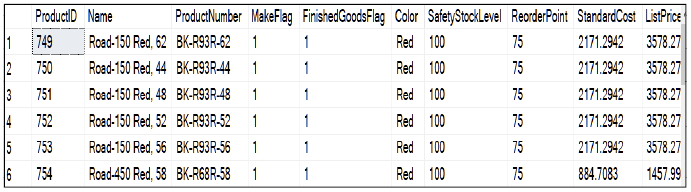 ProductID Name ProductNumber MakeFlag FinishedGoodsFlag Color SafetyStockLevel ReorderPoint StandardCost ListPrice
1 749 Road-150 Red, 62 BK-R93R-62 1 1 Red 100 75 2171.2942 3578.27
2 750 Road-150 Red, 44 BK-R93R-44 1 1 Red 100 75 2171.2942 3578.27
3 751 Road-150 Red, 48 BK-R93R-48 1 1 Red 100 75 2171.2942 3578.27
4 752 Road-150 Red, 52 BK-R93R-52 1 1 Red 100 75 2171.2942 3578.27
5 753 Road-150 Red, 56 BK-R93R-56 1 1 Red 100 75 2171.2942 3578.27
6 754 Road-450 Red, 58 BK-R68R-58 1 1 Red 100 75 884.7083 1457.99